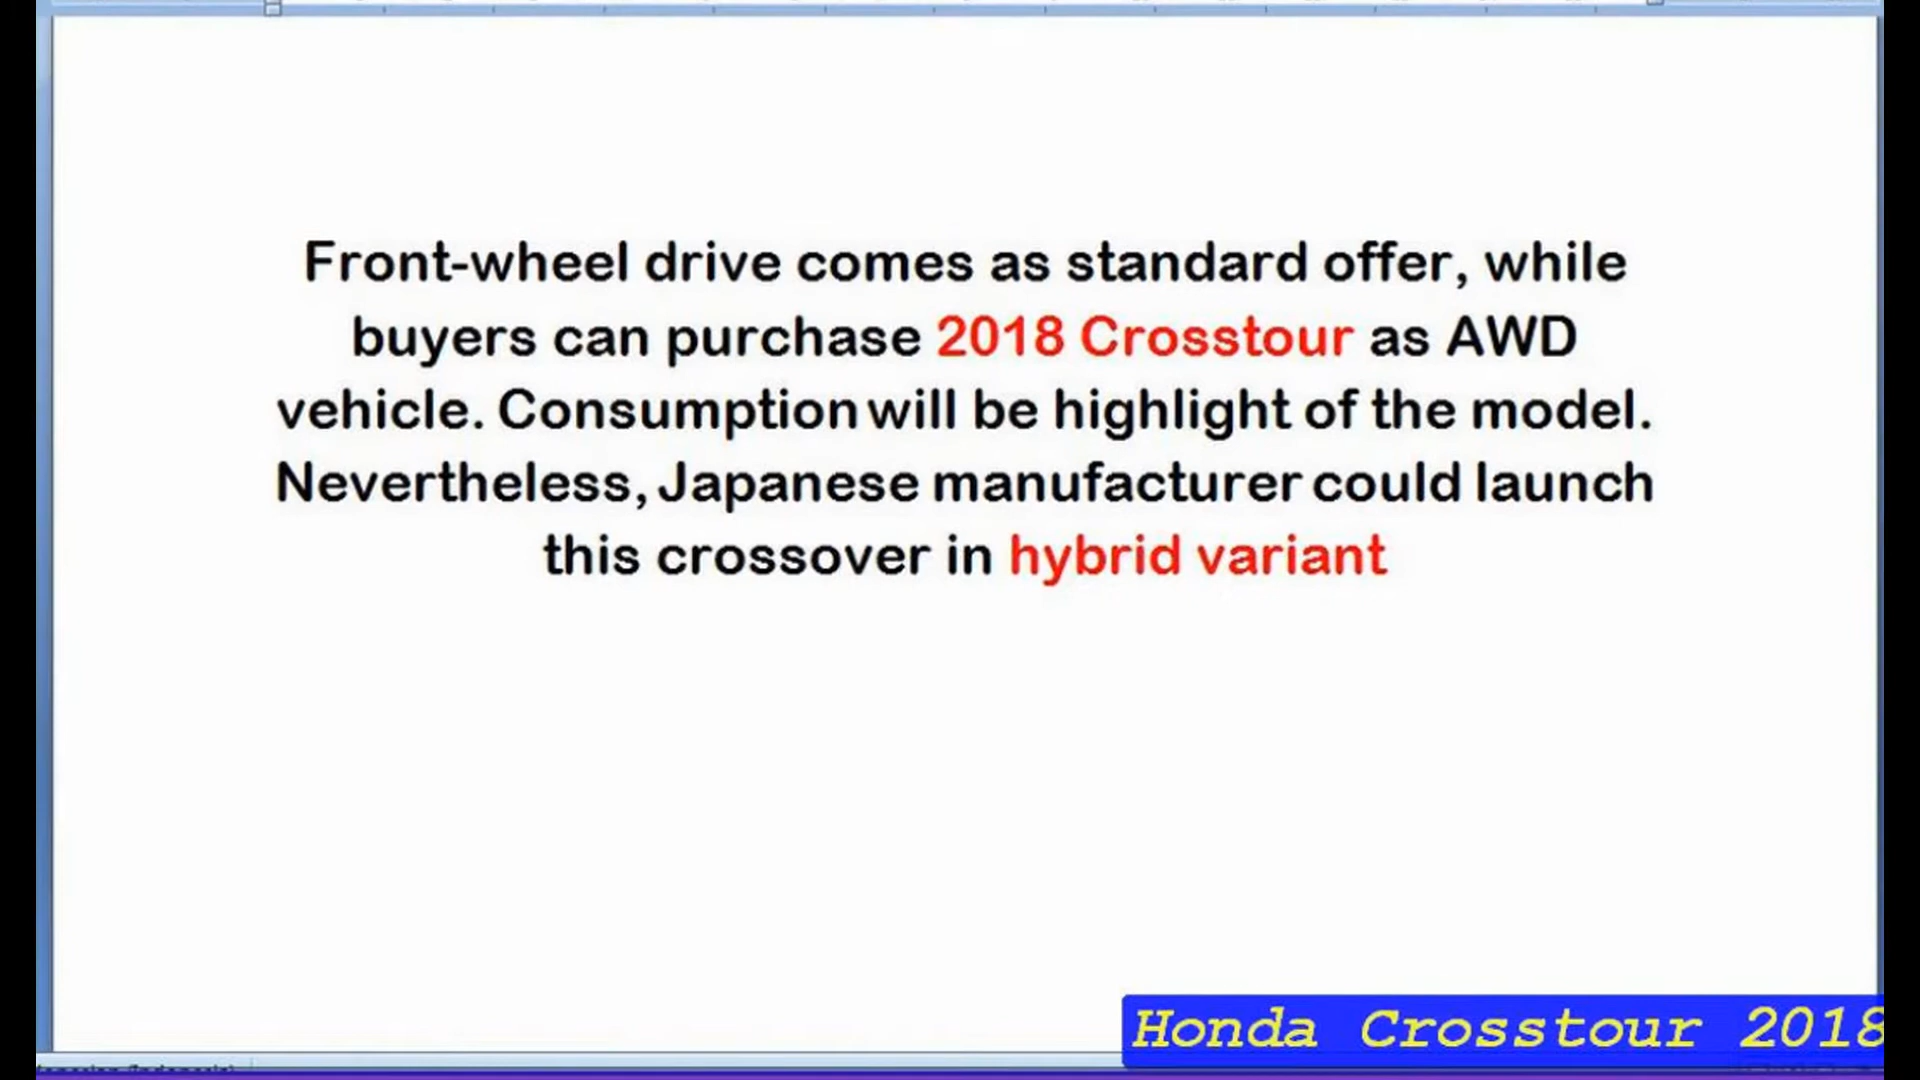 Front-wheel drive comes as standard offer, while
buyers can purchase 2018 Crosstour as AWD
vehicle. Consumption will be highlight of the model.
Nevertheless, Japanese manufacturer could launch
this crossover in hybrid variant
Honda Crosstour 2018